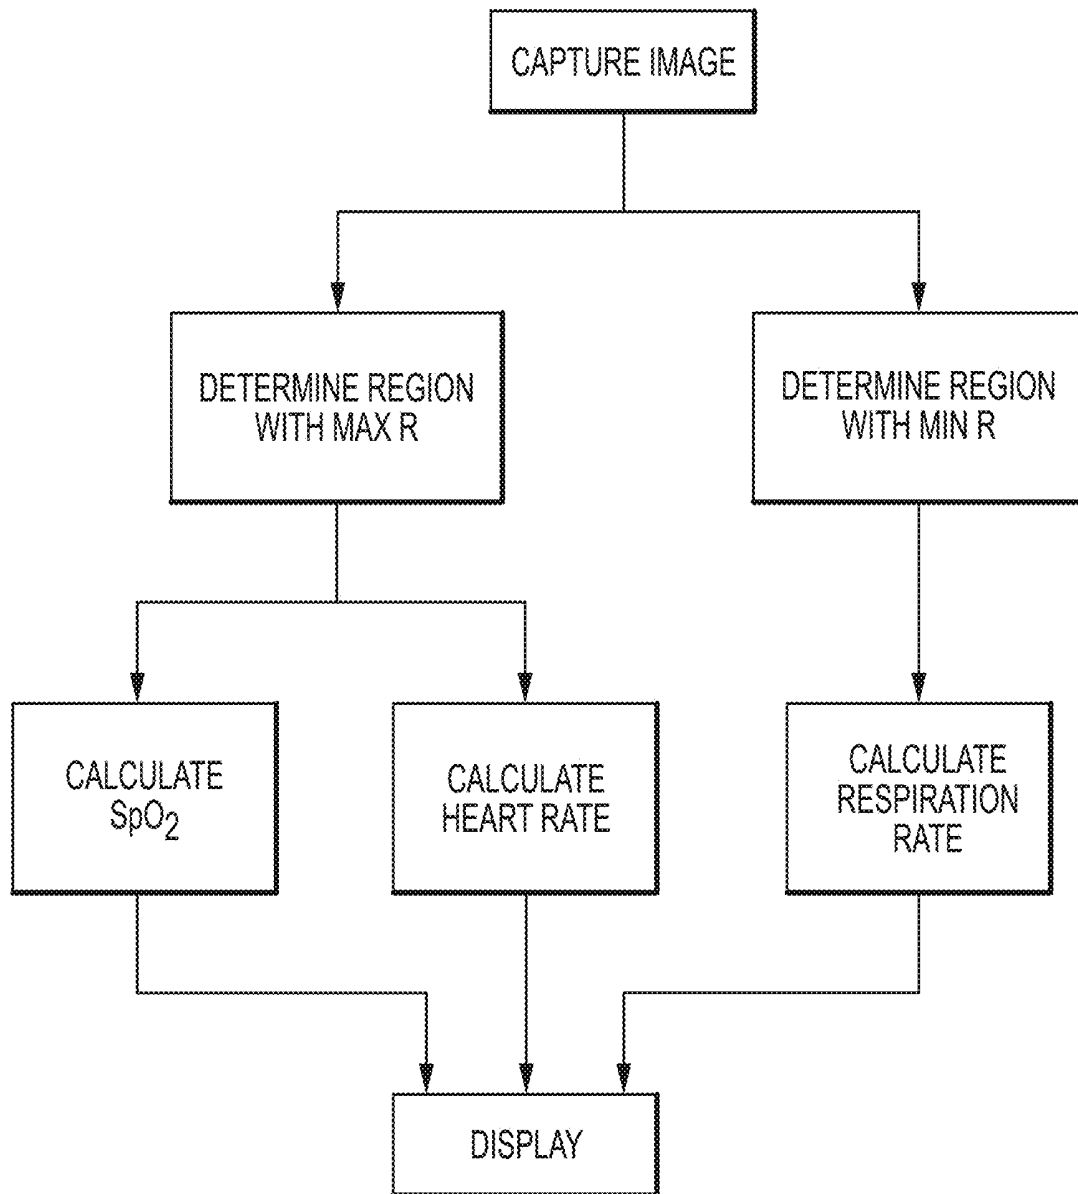 CAPTURE IMAGE
DETERMINE REGION
WITH MAX R
DETERMINE REGION
WITH MIN R
CALCULATE
SpO₂
CALCULATE
HEART RATE
CALCULATE
RESPIRATION
RATE
DISPLAY